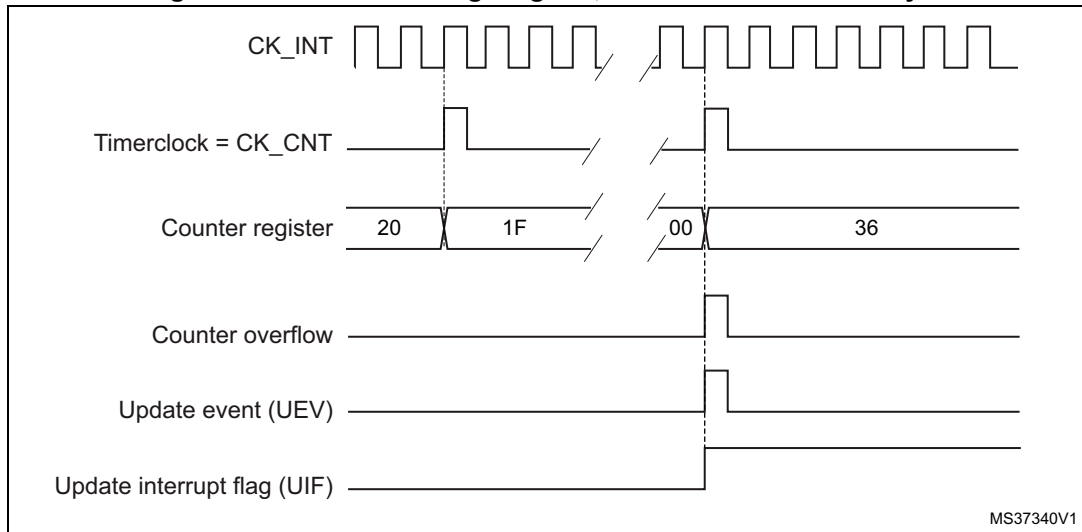 CK_INT
Timerclock = CK_CNT
Counter register 20 1F 00 36
Counter overflow
Update event (UEV)
Update interrupt flag (UIF)
MS37340V1